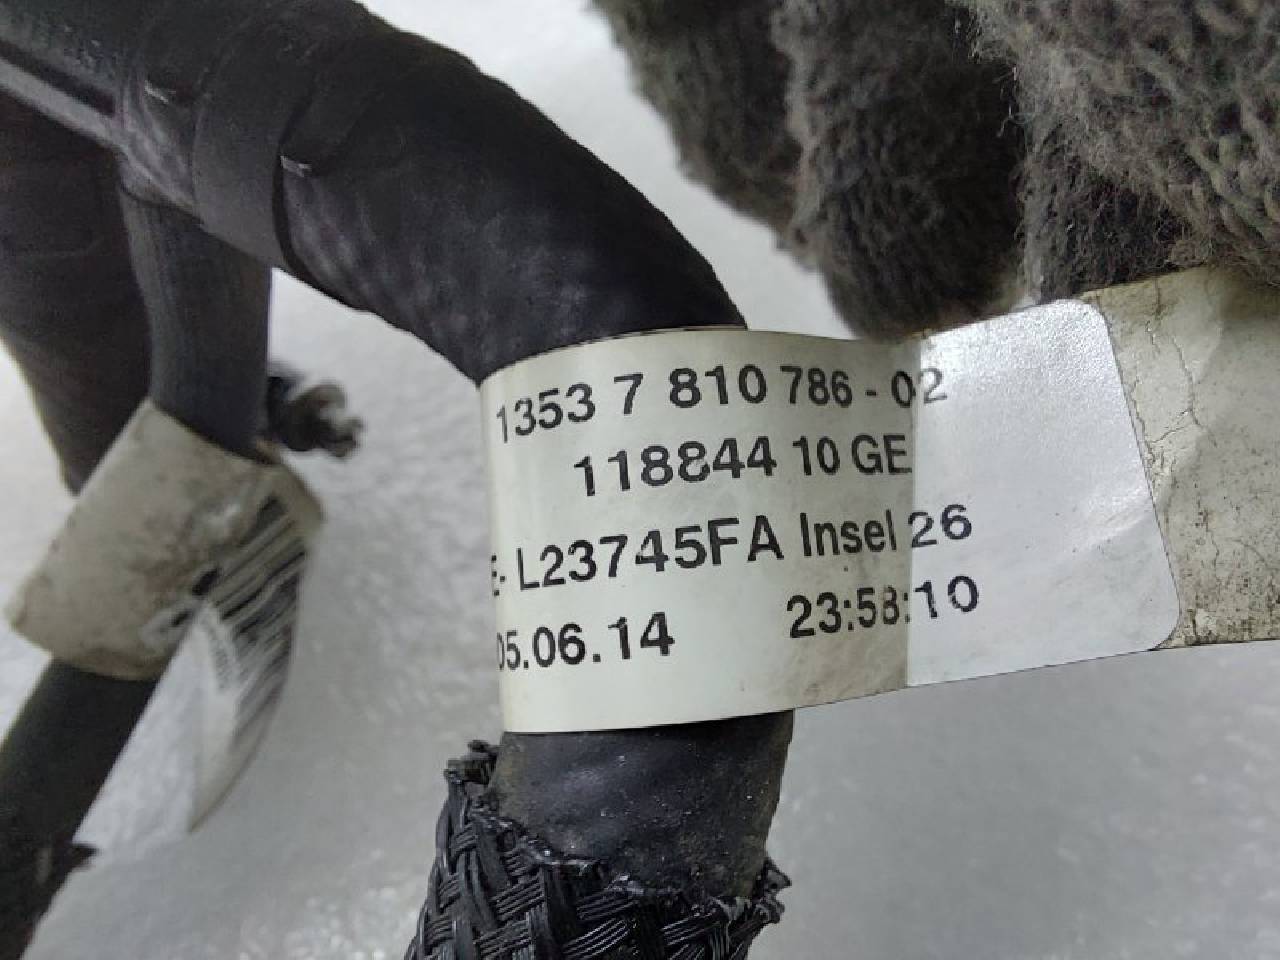 1353 7 810 786 - 02
118844 10 GE
E- L23745FA Insel 26
05.06.14 23:58:10